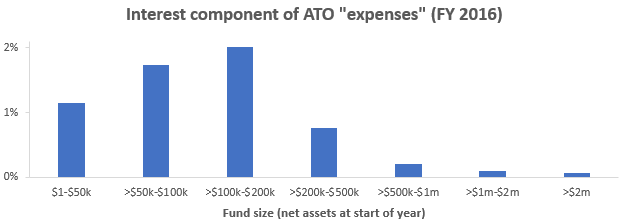 Interest component of ATO "expenses" (FY 2016)
2%
1%
0%
$1-$50k >$50k-$100k >$100k-$200k >$200k-$500k >$500k-$1m >$1m-$2m >$2m
Fund size (net assets at start of year)